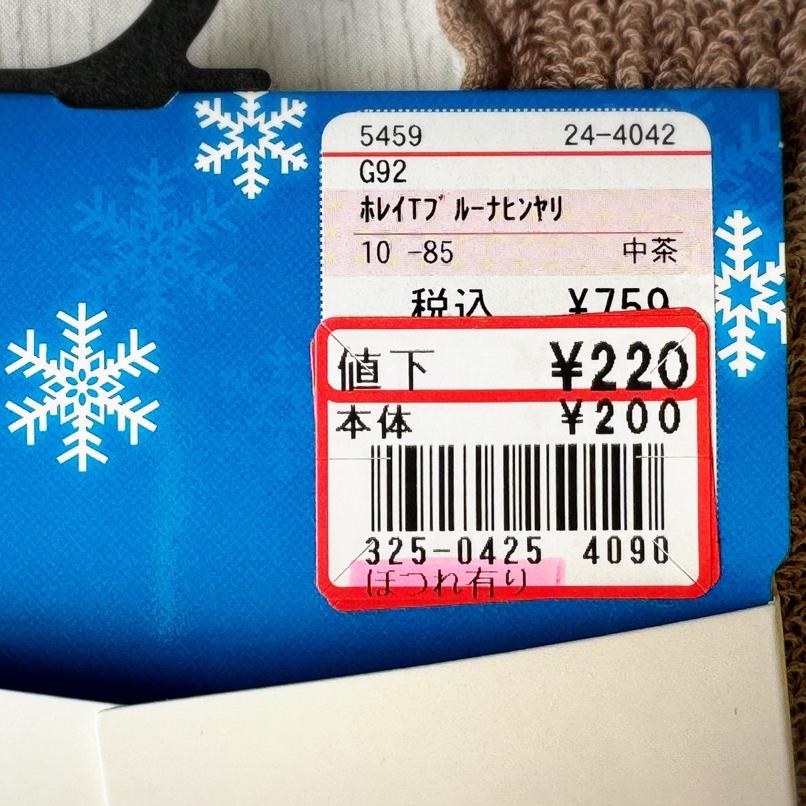 5459 24-4042
G92
ﾎﾚｲTﾌﾞﾙｰﾅﾋﾝﾔﾘ
10 -85 中茶
税込 ¥759
値下 ¥220
本体 ¥200
325-0425 4090
ほつれ有り